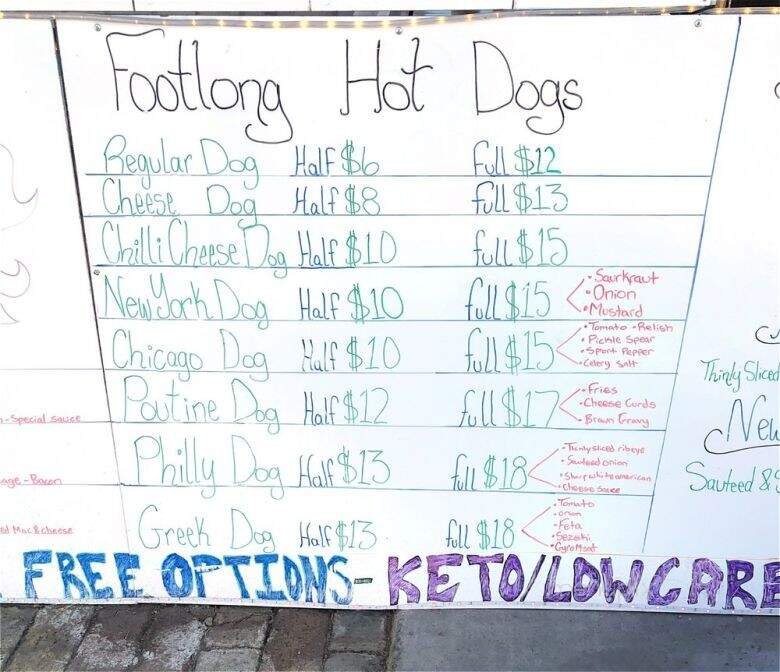 Footlong Hot Dogs
Regular Dog Half $6 full $12
Cheese Dog Half $8 full $13
Chilli Cheese Dog Half $10 full $15
New York Dog Half $10 full $15
• Saurkraut
• Onion
• Mustard
Chicago Dog Half $10 full $15
• Tomato • Relish
• Pickle Spear
• Sport Pepper
• Celery Salt
Poutine Dog Half $12 full $17
• Fries
• Cheese Curds
• Brown Gravy
Philly Dog Half $13 full $18
• Thinly sliced ribeye
• Sauteed onion
• Sharp white american
• Cheese Sauce
Greek Dog Half $13 full $18
• Tomato
• onion
• Feta
• Gyro Meat
- Special sauce
- Bacon
Mac & cheese
Thinly Sliced
New
Sauteed &
FREE OPTIONS - KETO/LOW CARB